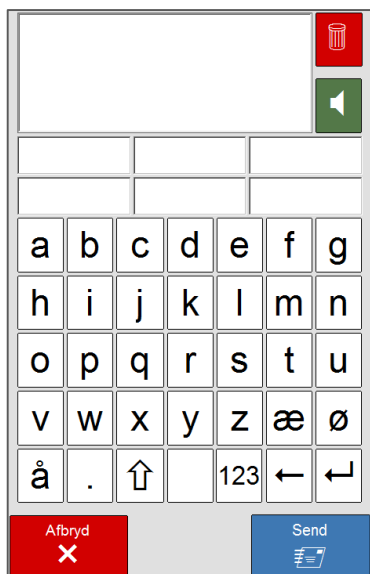 a b c d e f g
h i j k l m n
o p q r s t u
v w x y z æ ø
å . ⇧ 123 ← ↵
Afbryd Send